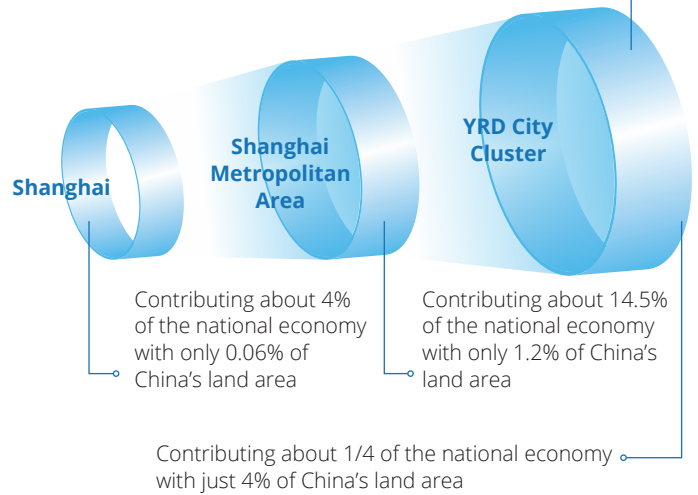 Shanghai
Shanghai
Metropolitan
Area
YRD City
Cluster
Contributing about 4%
of the national economy
with only 0.06% of
China’s land area
Contributing about 14.5%
of the national economy
with only 1.2% of China’s
land area
Contributing about 1/4 of the national economy
with just 4% of China’s land area